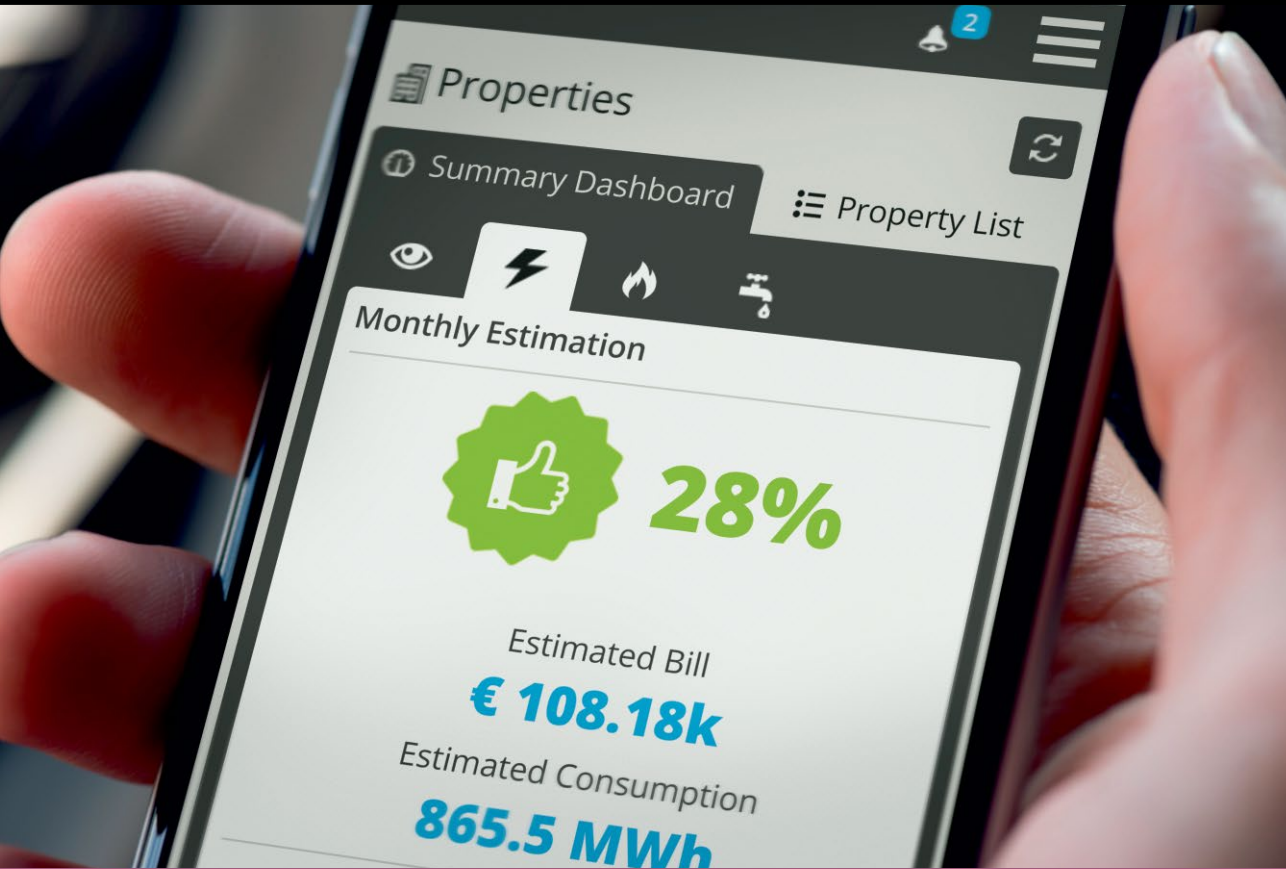 2
Properties
Summary Dashboard
Property List
Monthly Estimation
28%
Estimated Bill
€ 108.18k
Estimated Consumption
865.5 MWh